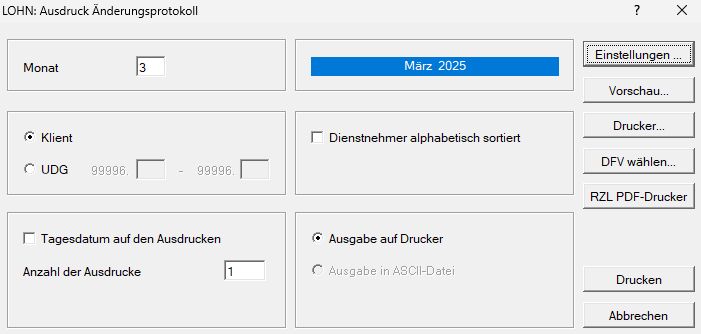 LOHN: Ausdruck Änderungsprotokoll
?
Monat 3
März 2025
Einstellungen ...
Vorschau...
Drucker...
DFV wählen...
RZL PDF-Drucker
Klient
UDG 99996. - 99996.
Dienstnehmer alphabetisch sortiert
Tagesdatum auf den Ausdrucken
Anzahl der Ausdrucke 1
Ausgabe auf Drucker
Ausgabe in ASCII-Datei
Drucken
Abbrechen